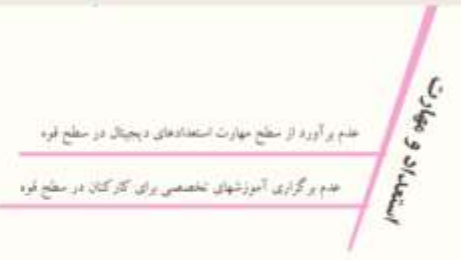 عدم برآورد از سطح مهارت استعدادهای دیجیتال در سطح قوه
عدم برگزاری آموزشهای تخصصی برای کارکنان در سطح قوه
استعداد و مهارت